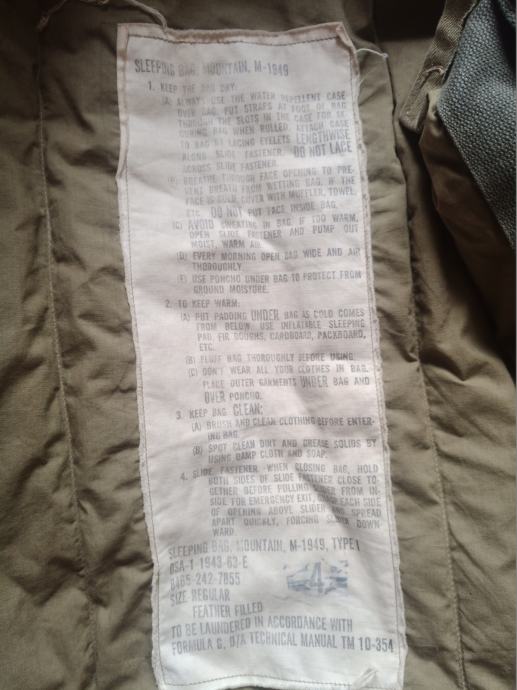 SLEEPING BAG, MOUNTAIN, M-1949
1. KEEP THE BAG DRY.
(A) ALWAYS USE THE WATER REPELLENT CASE
OVER BAG. PUT STRAPS AT FOOT OF BAG
THROUGH THE SLOTS IN THE CASE FOR SE-
CURING BAG WHEN ROLLED. ATTACH CASE
TO BAG BY LACING EYELETS LENGTHWISE
ALONG SLIDE FASTENER. DO NOT LACE
ACROSS SLIDE FASTENER.
(B) BREATHE THROUGH FACE OPENING TO PRE-
VENT BREATH FROM WETTING BAG. IF THE
FACE IS COLD, COVER WITH MUFFLER, TOWEL,
ETC. DO NOT PUT FACE INSIDE BAG.
(C) AVOID SWEATING IN BAG IF TOO WARM,
OPEN SLIDE FASTENER AND PUMP OUT
MOIST, WARM AIR.
(D) EVERY MORNING OPEN BAG WIDE AND AIR
THOROUGHLY.
(E) USE PONCHO UNDER BAG TO PROTECT FROM
GROUND MOISTURE.
2. TO KEEP WARM:
(A) PUT PADDING UNDER BAG AS COLD COMES
FROM BELOW. USE INFLATABLE SLEEPING
PAD, FIR BOUGHS, CARDBOARD, PACKBOARD,
ETC.
(B) FLUFF BAG THOROUGHLY BEFORE USING.
(C) DON'T WEAR ALL YOUR CLOTHES IN BAG.
PLACE OUTER GARMENTS UNDER BAG AND
OVER PONCHO.
3. KEEP BAG CLEAN:
(A) BRUSH AND CLEAN CLOTHING BEFORE ENTER-
ING BAG.
(B) SPOT CLEAN DIRT AND GREASE SOLIDS BY
USING DAMP CLOTH AND SOAP.
4. SLIDE FASTENER. WHEN CLOSING BAG, HOLD
BOTH SIDES OF SLIDE FASTENER CLOSE TO-
GETHER BEFORE PULLING SLIDER FROM IN-
SIDE. FOR EMERGENCY EXIT, GRASP EACH SIDE
OF OPENING ABOVE SLIDER AND SPREAD
APART QUICKLY, FORCING SLIDER DOWN-
WARD.
SLEEPING BAG, MOUNTAIN, M-1949, TYPE I
DSA-1-1943-63-E
8465-242-7855
SIZE: REGULAR
FEATHER FILLED
TO BE LAUNDERED IN ACCORDANCE WITH
FORMULA G, D/A TECHNICAL MANUAL TM 10-354
4